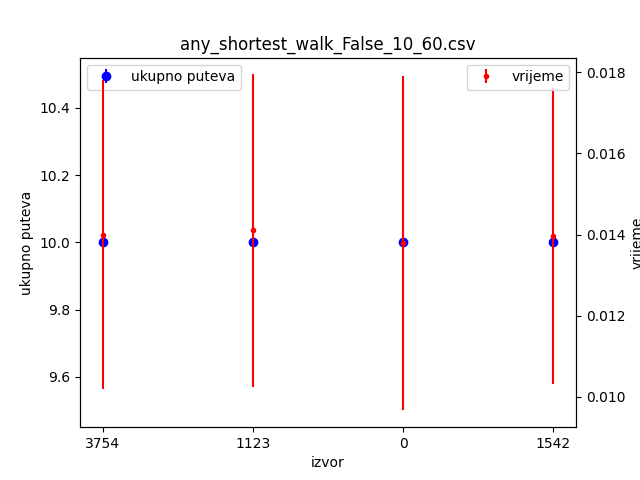 any_shortest_walk_False_10_60.csv
ukupno puteva
vrijeme
10.4
10.2
10.0
9.8
9.6
ukupno puteva
0.018
0.016
0.014
0.012
0.010
vrijeme
3754 1123 0 1542
izvor